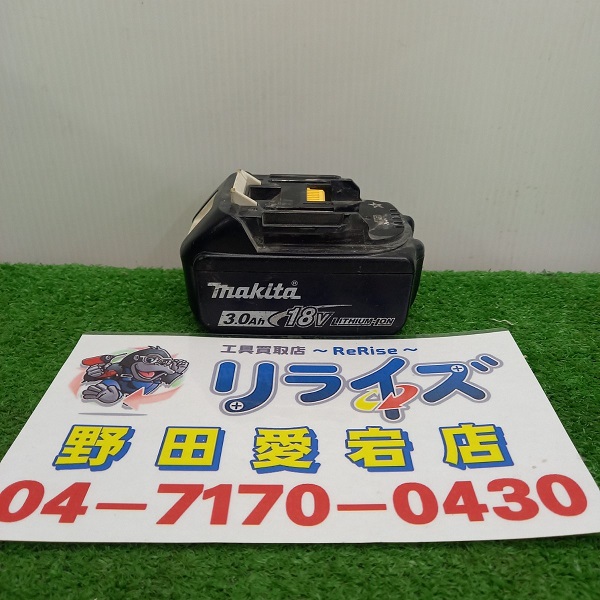 makita®
3.0Ah 18V LITHIUM-ION
工具買取店 ～ReRise～
リライズ
野田愛宕店
04-7170-0430